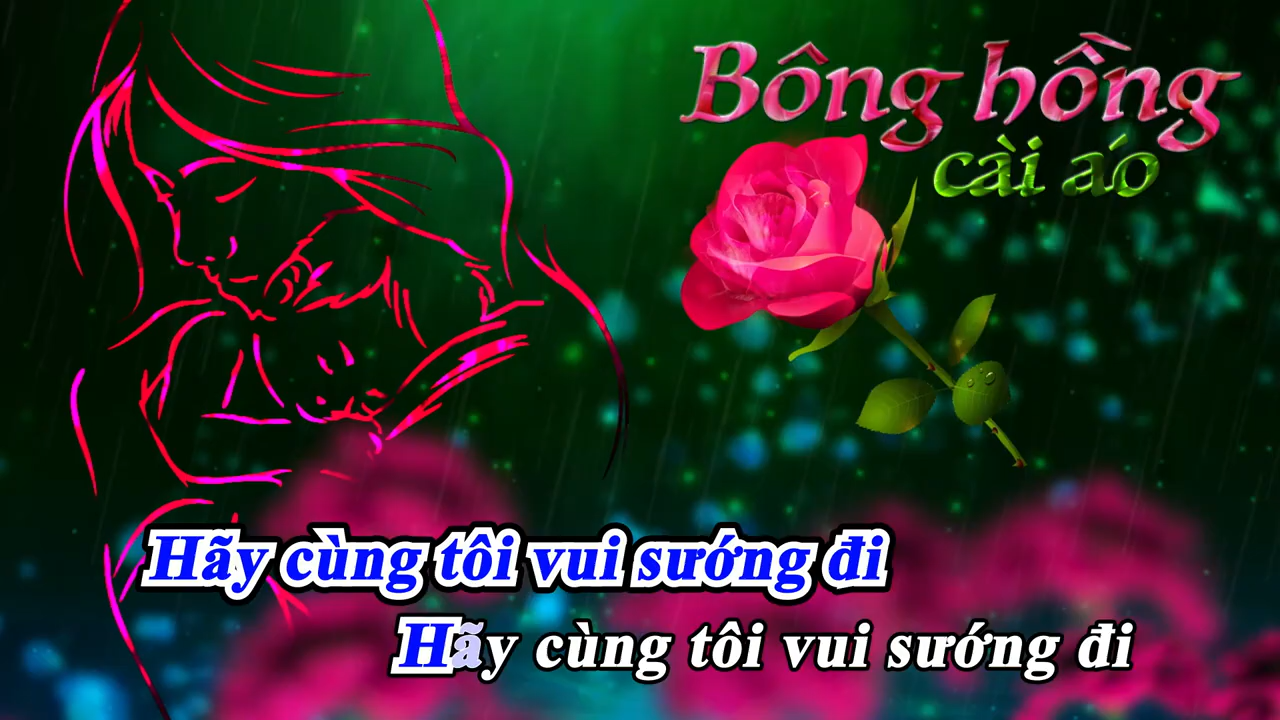 Bông hồng
cài áo
Hãy cùng tôi vui sướng đi
Hãy cùng tôi vui sướng đi